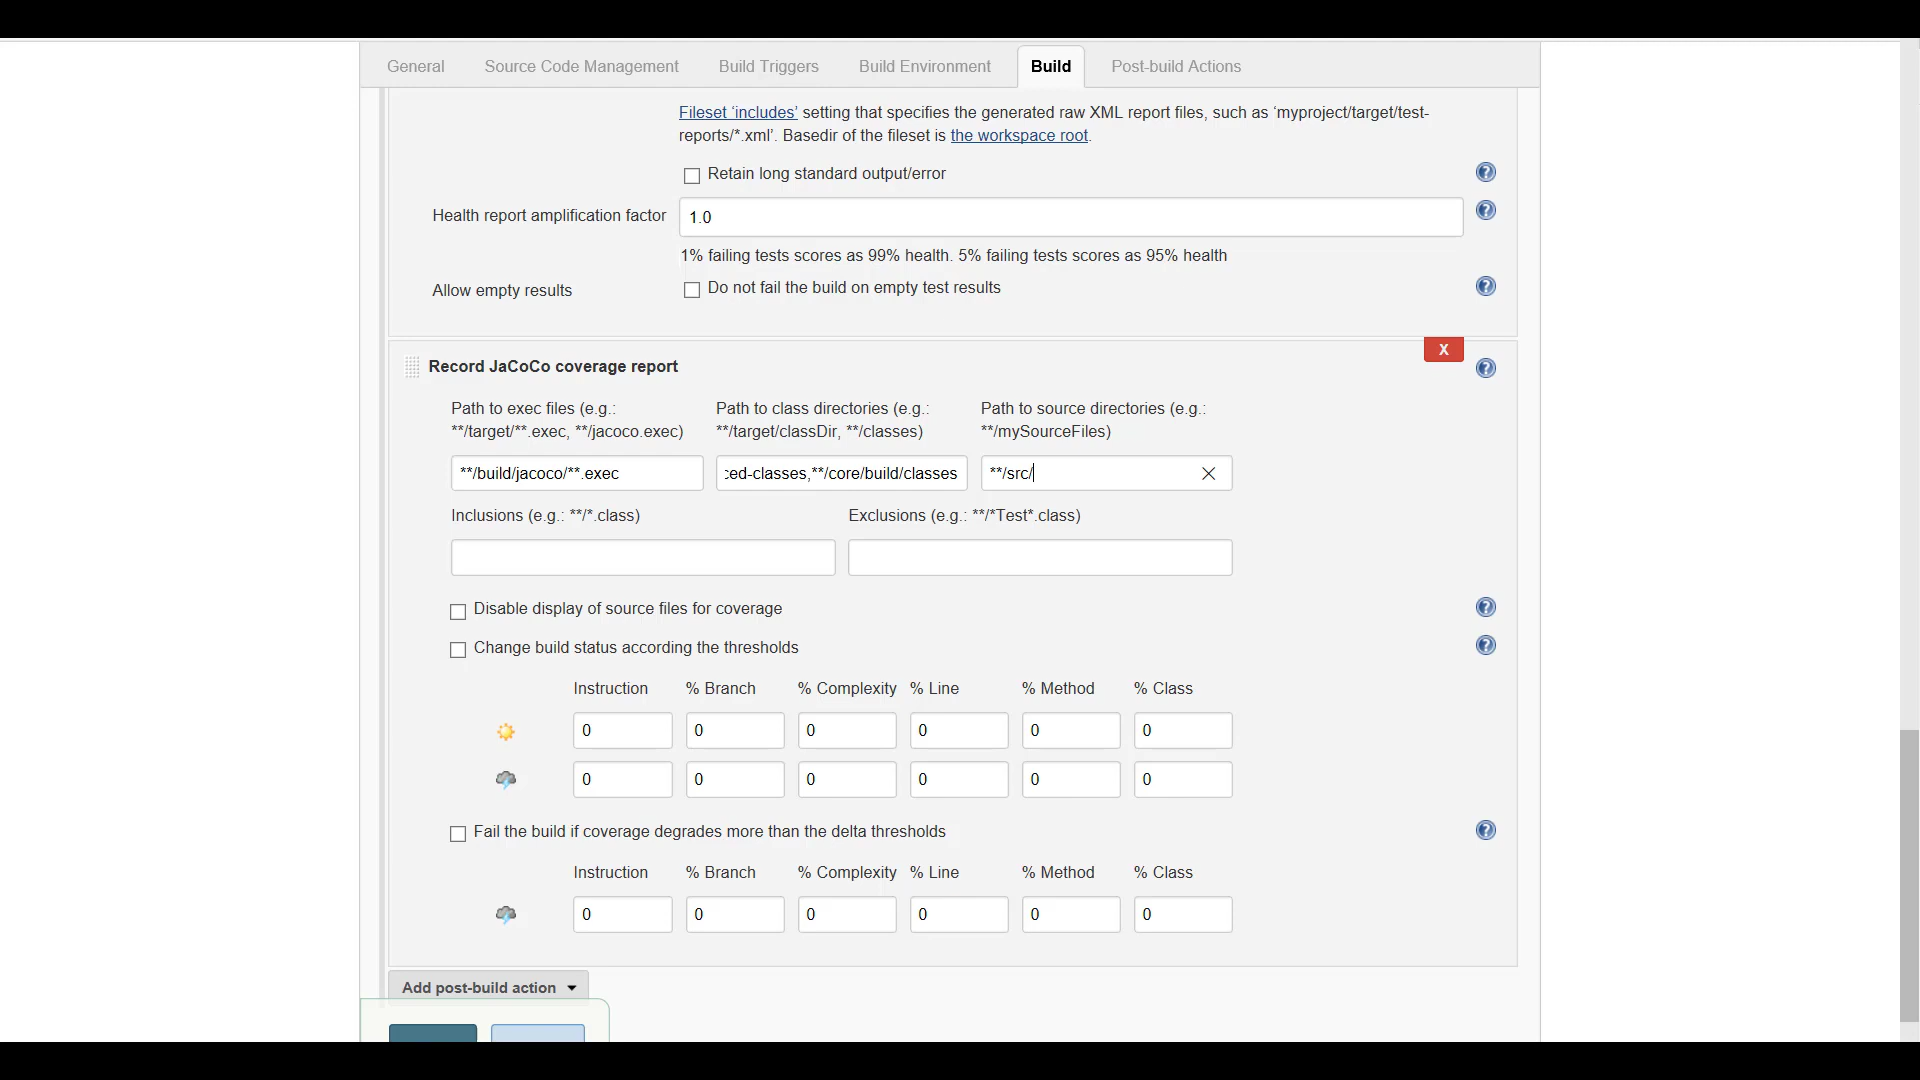 General Source Code Management Build Triggers Build Environment Build Post-build Actions
Fileset ‘includes’ setting that specifies the generated raw XML report files, such as ‘myproject/target/test-
reports/*.xml’. Basedir of the fileset is the workspace root.
Retain long standard output/error
Health report amplification factor 1.0
1% failing tests scores as 99% health. 5% failing tests scores as 95% health
Allow empty results Do not fail the build on empty test results
X
Record JaCoCo coverage report
Path to exec files (e.g.: Path to class directories (e.g.: Path to source directories (e.g.:
**/target/**.exec, **/jacoco.exec) **/target/classDir, **/classes) **/mySourceFiles)
**/build/jacoco/**.exec ced-classes,**/core/build/classes **/src/
Inclusions (e.g.: **/*.class) Exclusions (e.g.: **/*Test*.class)
Disable display of source files for coverage
Change build status according the thresholds
Instruction % Branch % Complexity % Line % Method % Class
0 0 0 0 0 0
0 0 0 0 0 0
Fail the build if coverage degrades more than the delta thresholds
Instruction % Branch % Complexity % Line % Method % Class
0 0 0 0 0 0
Add post-build action